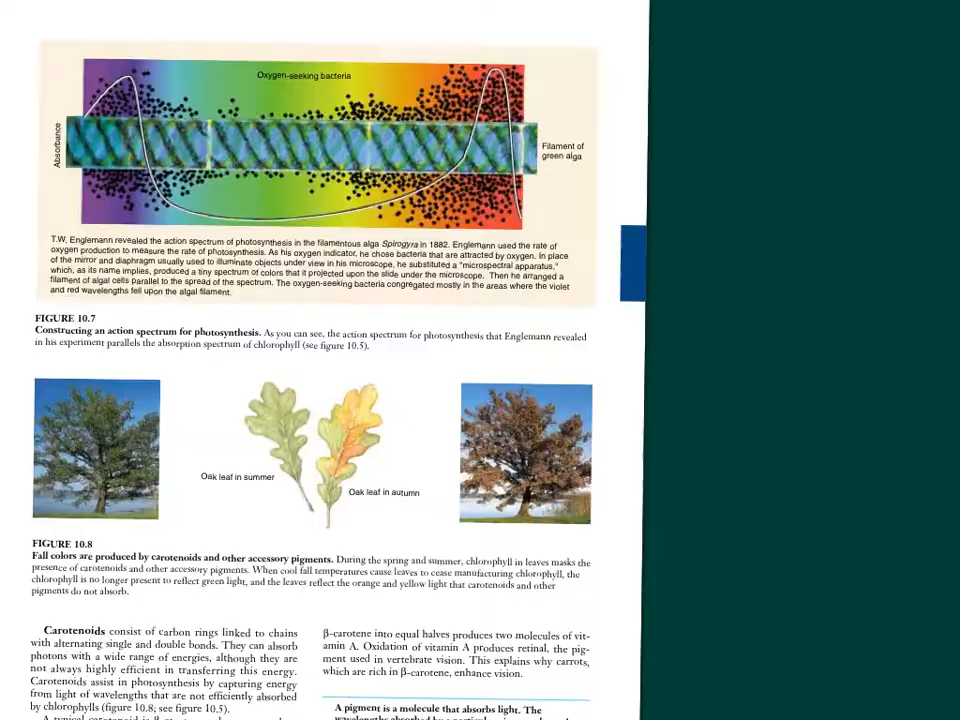 Oxygen-seeking bacteria
Absorbance
Filament of
green alga
T.W. Englemann revealed the action spectrum of photosynthesis in the filamentous alga Spirogyra in 1882. Englemann used the rate of
oxygen production to measure the rate of photosynthesis. As his oxygen indicator, he chose bacteria that are attracted by oxygen. In place
of the mirror and diaphragm usually used to illuminate objects under view in his microscope, he substituted a "microspectral apparatus,"
which, as its name implies, produced a tiny spectrum of colors that it projected upon the slide under the microscope. Then he arranged a
filament of algal cells parallel to the spread of the spectrum. The oxygen-seeking bacteria congregated mostly in the areas where the violet
and red wavelengths fell upon the algal filament.
FIGURE 10.7
Constructing an action spectrum for photosynthesis. As you can see, the action spectrum for photosynthesis that Englemann revealed
in his experiment parallels the absorption spectrum of chlorophyll (see figure 10.5).
Oak leaf in summer
Oak leaf in autumn
FIGURE 10.8
Fall colors are produced by carotenoids and other accessory pigments. During the spring and summer, chlorophyll in leaves masks the
presence of carotenoids and other accessory pigments. When cool fall temperatures cause leaves to cease manufacturing chlorophyll, the
chlorophyll is no longer present to reflect green light, and the leaves reflect the orange and yellow light that carotenoids and other
pigments do not absorb.
Carotenoids consist of carbon rings linked to chains
with alternating single and double bonds. They can absorb
photons with a wide range of energies, although they are
not always highly efficient in transferring this energy.
Carotenoids assist in photosynthesis by capturing energy
from light of wavelengths that are not efficiently absorbed
by chlorophylls (figure 10.8; see figure 10.5).
β-carotene into equal halves produces two molecules of vit-
amin A. Oxidation of vitamin A produces retinal, the pig-
ment used in vertebrate vision. This explains why carrots,
which are rich in β-carotene, enhance vision.
A pigment is a molecule that absorbs light. The